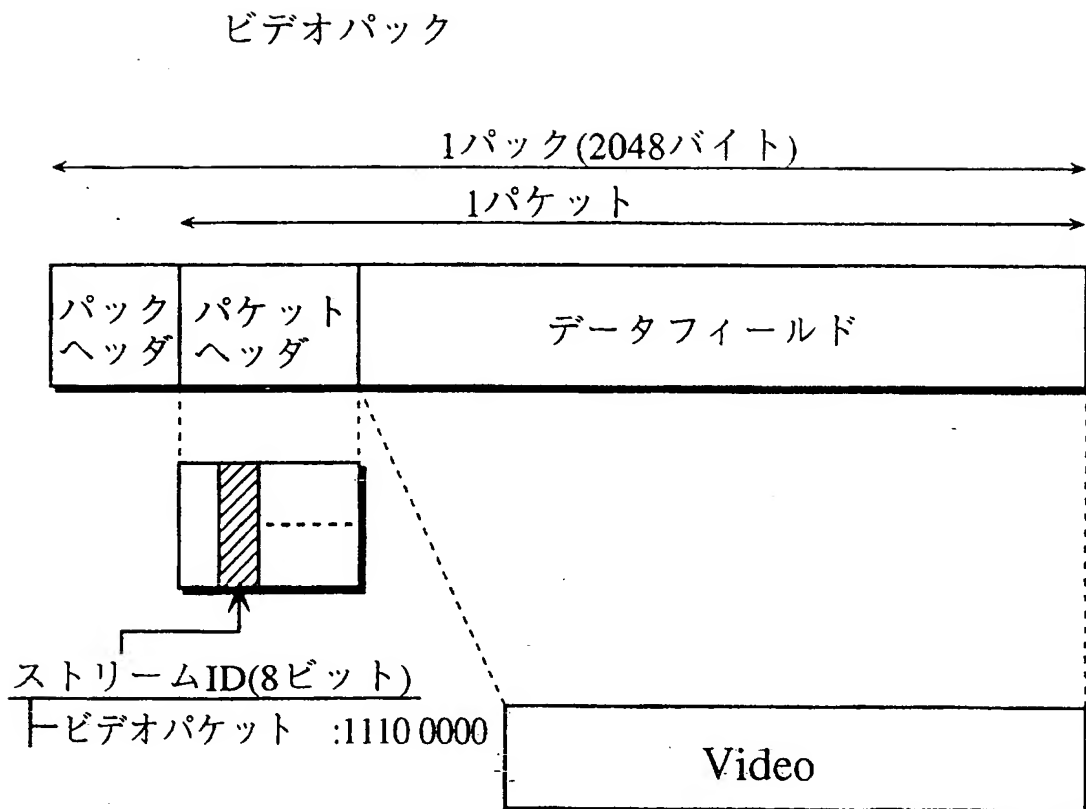 ビデオパック
1パック(2048バイト)
1パケット
パック
ヘッダ
パケット
ヘッダ
データフィールド
ストリームID(8ビット)
ビデオパケット :1110 0000
Video